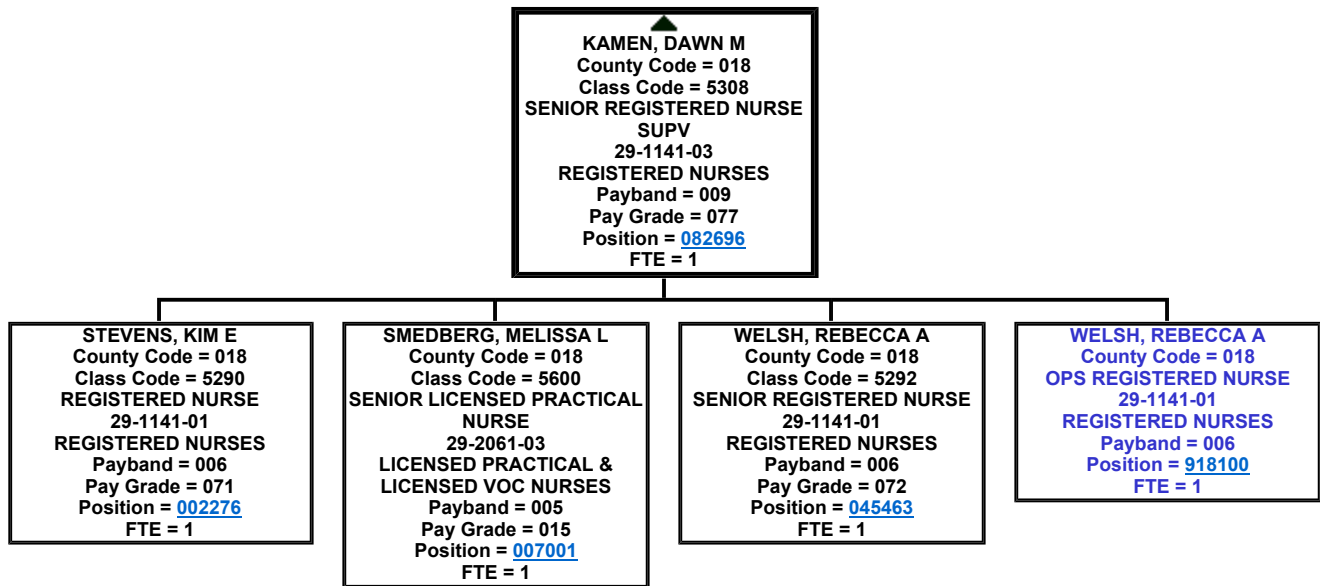 KAMEN, DAWN M
County Code = 018
Class Code = 5308
SENIOR REGISTERED NURSE
SUPV
29-1141-03
REGISTERED NURSES
Payband = 009
Pay Grade = 077
Position = 082696
FTE = 1
STEVENS, KIM E
County Code = 018
Class Code = 5290
REGISTERED NURSE
29-1141-01
REGISTERED NURSES
Payband = 006
Pay Grade = 071
Position = 002276
FTE = 1
SMEDBERG, MELISSA L
County Code = 018
Class Code = 5600
SENIOR LICENSED PRACTICAL
NURSE
29-2061-03
LICENSED PRACTICAL &
LICENSED VOC NURSES
Payband = 005
Pay Grade = 015
Position = 007001
FTE = 1
WELSH, REBECCA A
County Code = 018
Class Code = 5292
SENIOR REGISTERED NURSE
29-1141-01
REGISTERED NURSES
Payband = 006
Pay Grade = 072
Position = 045463
FTE = 1
WELSH, REBECCA A
County Code = 018
OPS REGISTERED NURSE
29-1141-01
REGISTERED NURSES
Payband = 006
Position = 918100
FTE = 1